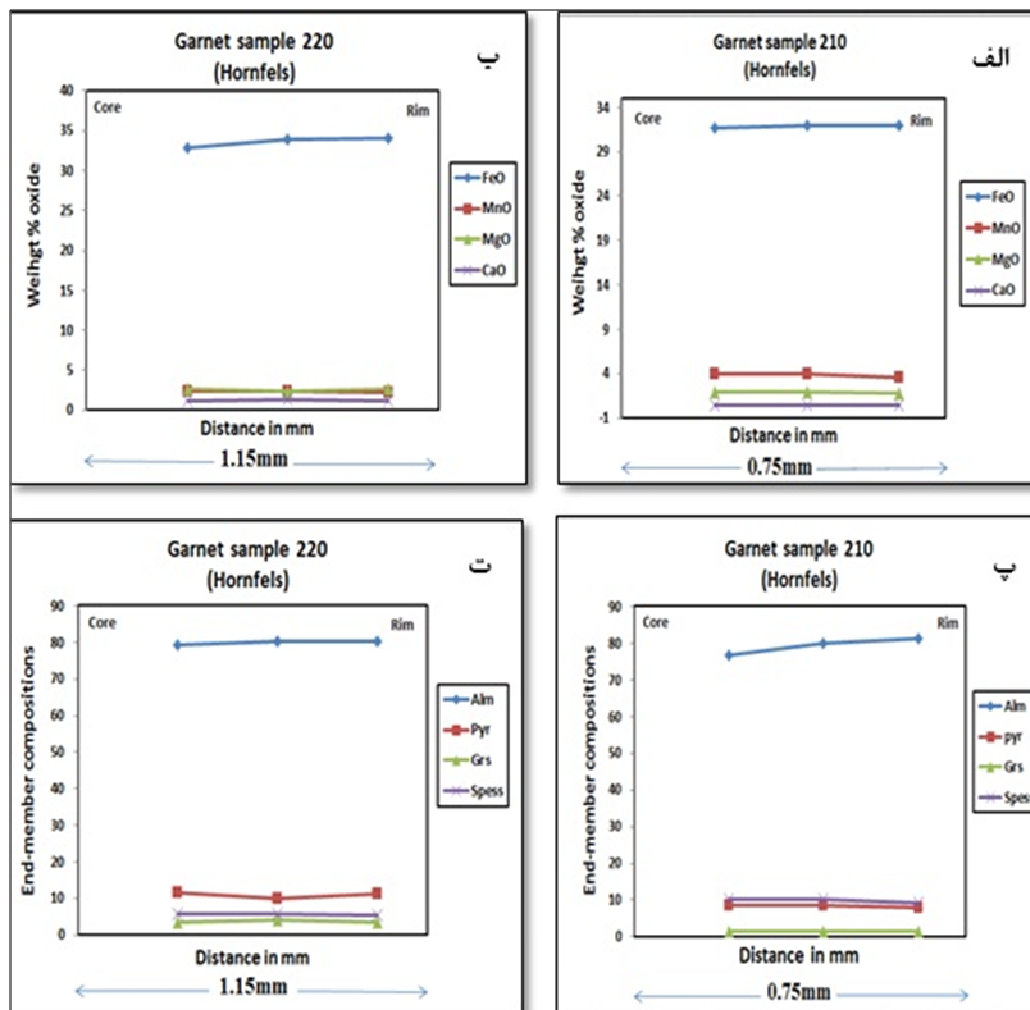 Garnet sample 220
(Hornfels)
ب
Weihgt % oxide
40
35
30
25
20
15
10
5
0
Core
Rim
FeO
MnO
MgO
CaO
Distance in mm
1.15mm
Garnet sample 210
(Hornfels)
الف
Weihgt % oxide
34
29
24
19
14
9
4
-1
Core
Rim
FeO
MnO
MgO
CaO
Distance in mm
0.75mm
Garnet sample 220
(Hornfels)
ت
End-member compositions
90
80
70
60
50
40
30
20
10
0
Core
Rim
Alm
Pyr
Grs
Spess
Distance in mm
1.15mm
Garnet sample 210
(Hornfels)
پ
End-member compositions
90
80
70
60
50
40
30
20
10
0
Core
Rim
Alm
pyr
Grs
Spess
Distance in mm
0.75mm